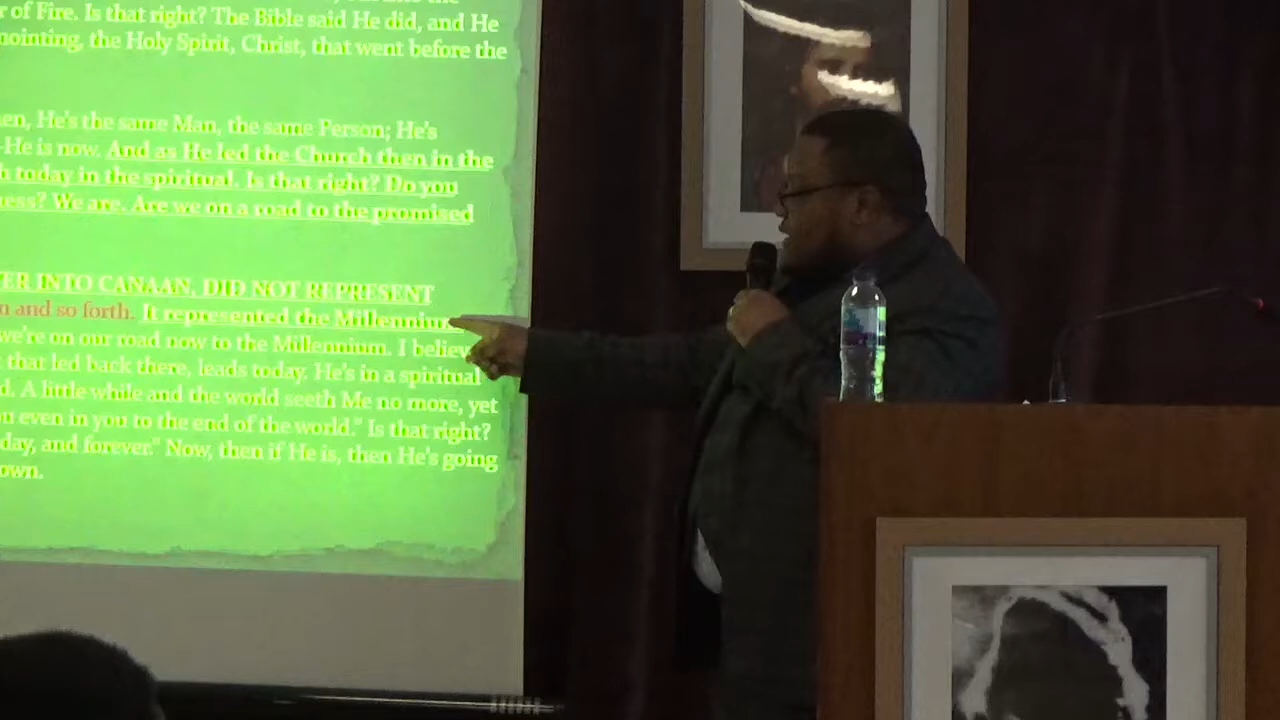 r of Fire. Is that right? The Bible said He did, and He
nointing, the Holy Spirit, Christ, that went before the
en, He's the same Man, the same Person; He's
-He is now. And as He led the Church then in the
h today in the spiritual. Is that right? Do you
ness? We are. Are we on a road to the promised
ER INTO CANAAN, DID NOT REPRESENT
n and so forth. It represented the Millennium
we're on our road now to the Millennium. I believ
t that led back there, leads today. He's in a spiritual
d. A little while and the world seeth Me no more, yet
ou even in you to the end of the world." Is that right?
day, and forever." Now, then if He is, then He's going
own.